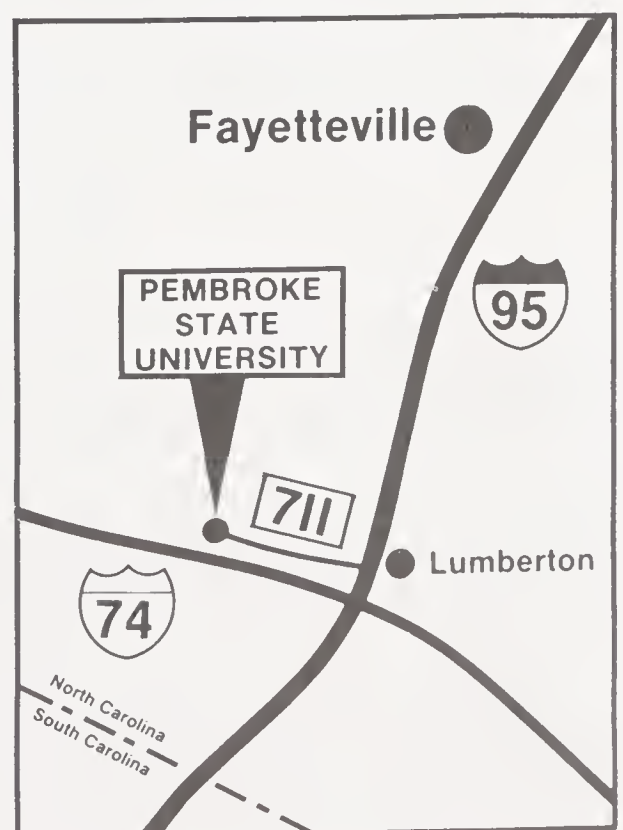 Fayetteville
95
PEMBROKE
STATE
UNIVERSITY
711
Lumberton
74
North Carolina
South Carolina